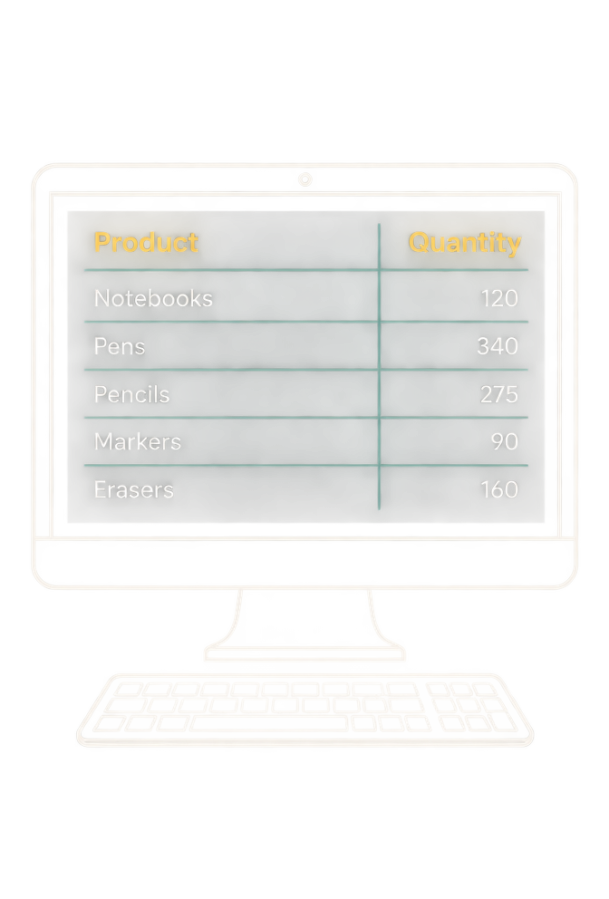 Product Quantity
Notebooks 120
Pens 340
Pencils 275
Markers 90
Erasers 160